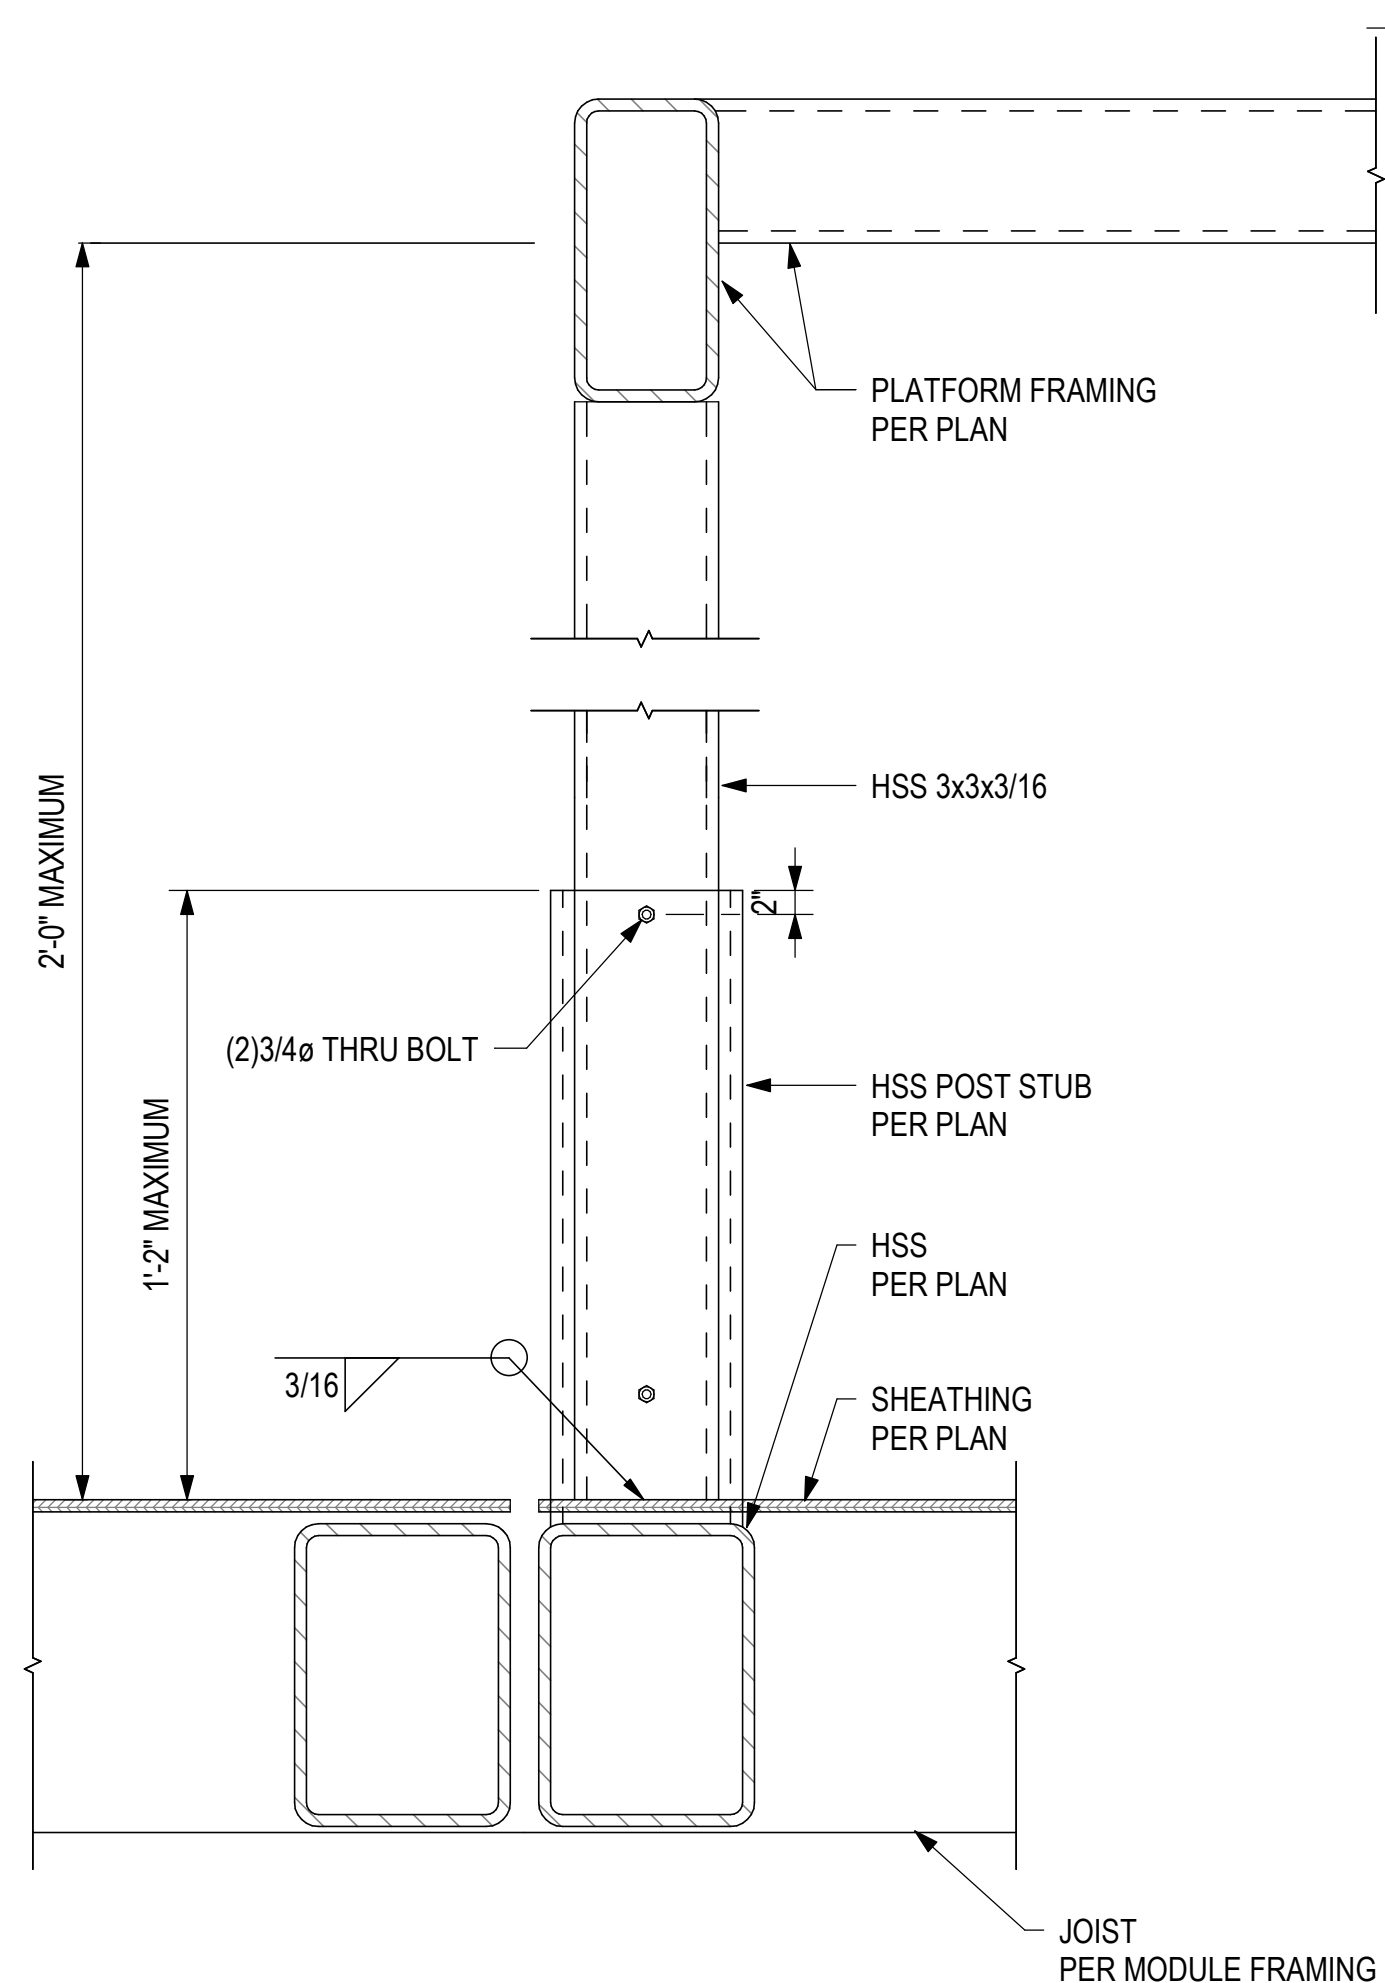 PLATFORM FRAMING
PER PLAN
HSS 3x3x3/16
2'-0" MAXIMUM
2"
(2)3/4ø THRU BOLT
HSS POST STUB
PER PLAN
1'-2" MAXIMUM
HSS
PER PLAN
3/16
SHEATHING
PER PLAN
JOIST
PER MODULE FRAMING